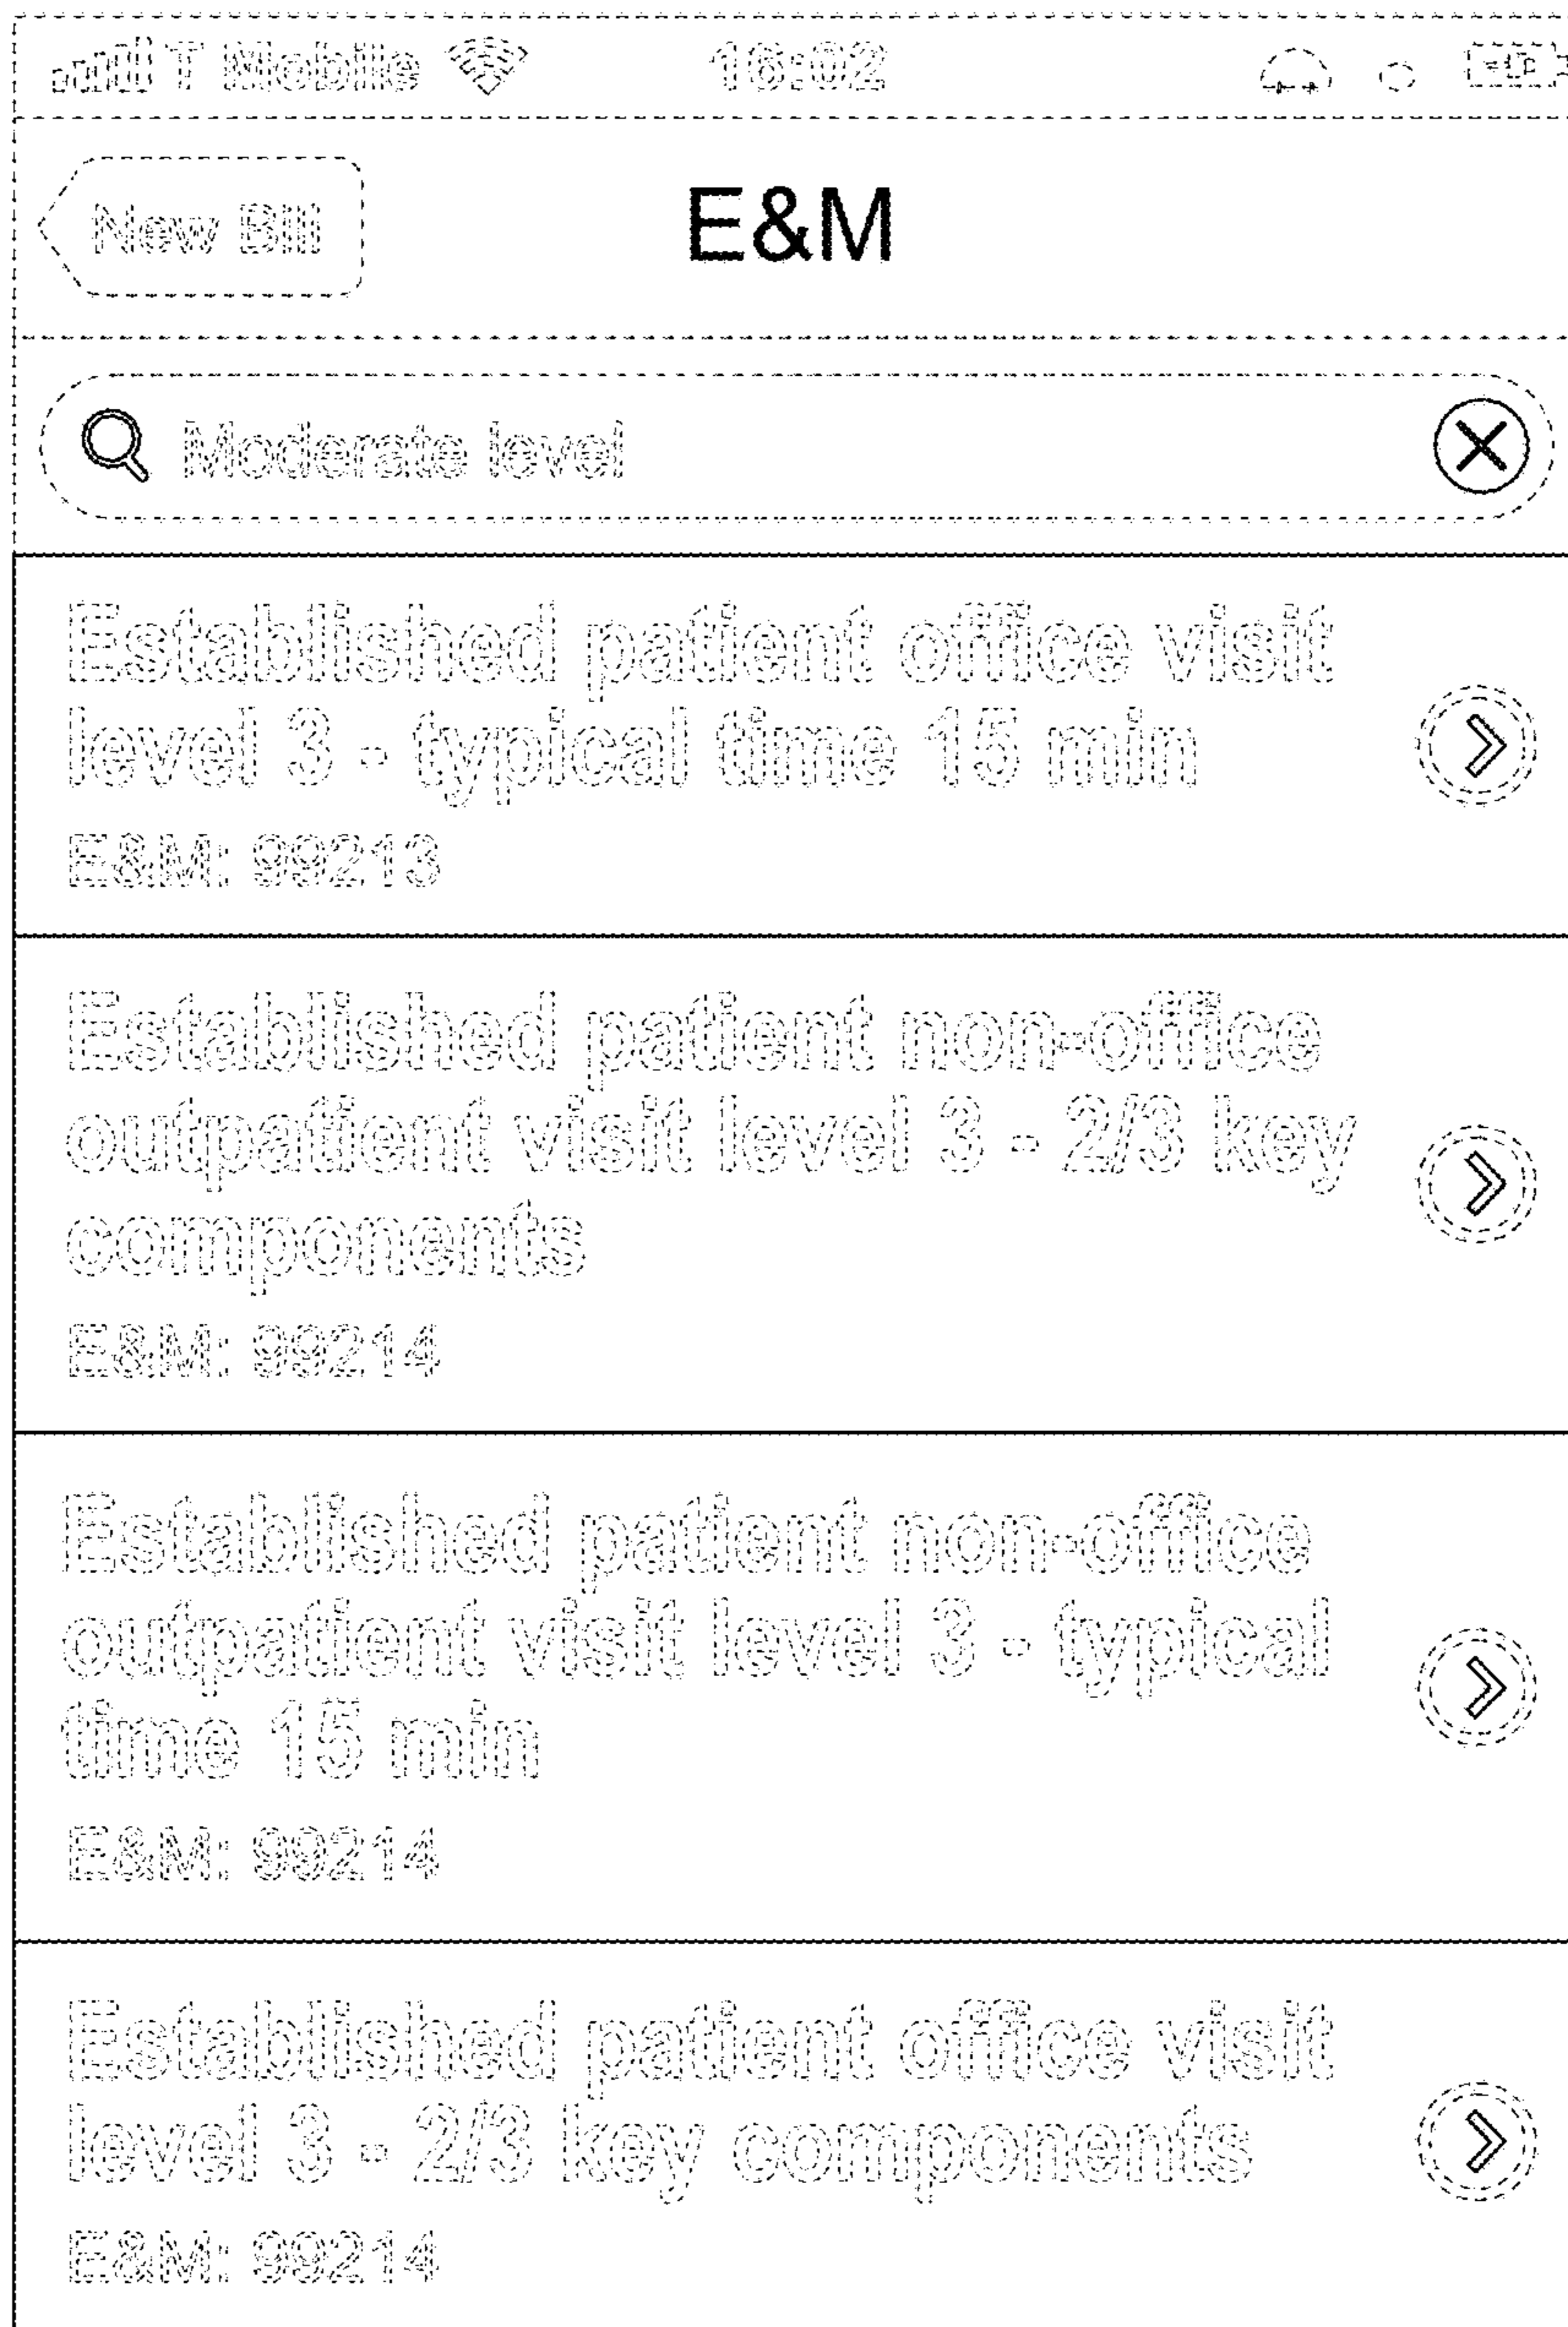 T Mobile 16:02
New Bill E&M
Moderate level
Established patient office visit
level 3 - typical time 15 min
E&M: 99213
Established patient non-office
outpatient visit level 3 - 2/3 key
components
E&M: 99214
Established patient non-office
outpatient visit level 3 - typical
time 15 min
E&M: 99214
Established patient office visit
level 3 - 2/3 key components
E&M: 99214